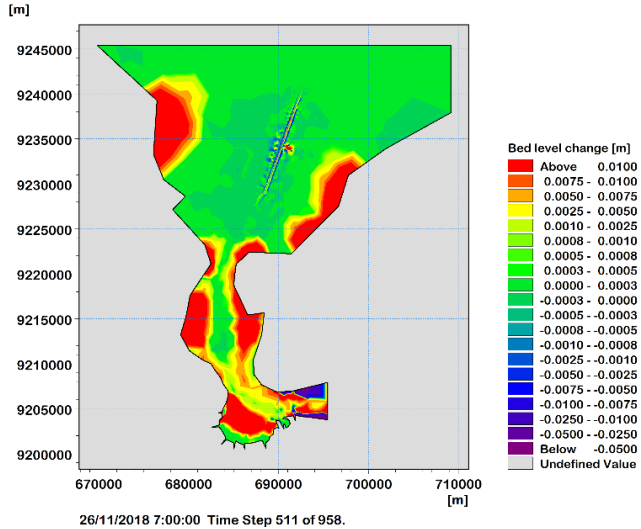 [m]
9245000
9240000
9235000
9230000
9225000
9220000
9215000
9210000
9205000
9200000
670000 680000 690000 700000 710000
[m]
26/11/2018 7:00:00 Time Step 511 of 958.
Bed level change [m]
Above 0.0100
0.0075 - 0.0100
0.0050 - 0.0075
0.0025 - 0.0050
0.0010 - 0.0025
0.0008 - 0.0010
0.0005 - 0.0008
0.0003 - 0.0005
0.0000 - 0.0003
-0.0003 - 0.0000
-0.0005 - -0.0003
-0.0008 - -0.0005
-0.0010 - -0.0008
-0.0025 - -0.0010
-0.0050 - -0.0025
-0.0075 - -0.0050
-0.0100 - -0.0075
-0.0250 - -0.0100
-0.0500 - -0.0250
Below -0.0500
Undefined Value